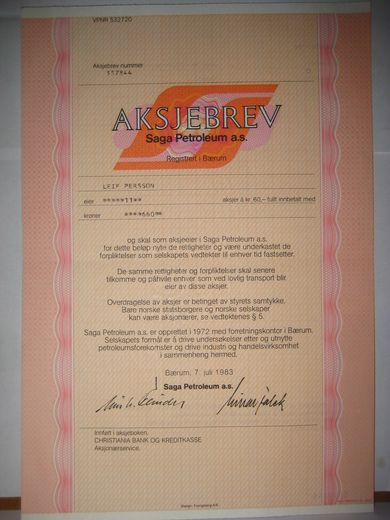 VPNR 532720
Aksjebrev nummer
AKSJEBREV
Saga Petroleum a.s.
Registrert i Bærum
LEIF PERSSON
eier *****11** aksjer à kr. 60,– fullt innbetalt med
kroner ****660**
og skal som aksjeeier i Saga Petroleum a.s.
for dette beløp nyte de rettigheter og være underkastet de
forpliktelser som selskapets vedtekter til enhver tid fastsetter.
De samme rettigheter og forpliktelser skal senere
tilkomme og påhvile enhver som ved lovlig transport blir
eier av disse aksjer.
Overdragelse av aksjer er betinget av styrets samtykke.
Bare norske statsborgere og norske selskaper
kan være aksjonærer, se vedtektenes § 5.
Saga Petroleum a.s. er opprettet i 1972 med forretningskontor i Bærum.
Selskapets formål er å drive undersøkelser etter og utnytte
petroleumsforekomster og drive industri og handelsvirksomhet
i sammenheng hermed.
Bærum, 7. juli 1983
Saga Petroleum a.s.
Innført i aksjeboken.
CHRISTIANIA BANK OG KREDITKASSE
Aksjonærservice.